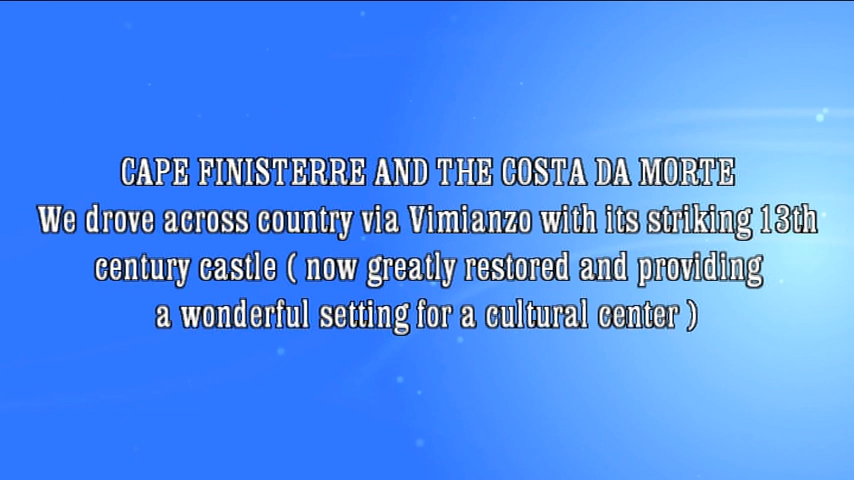 CAPE FINISTERRE AND THE COSTA DA MORTE
We drove across country via Vimianzo with its striking 13th
century castle ( now greatly restored and providing
a wonderful setting for a cultural center )